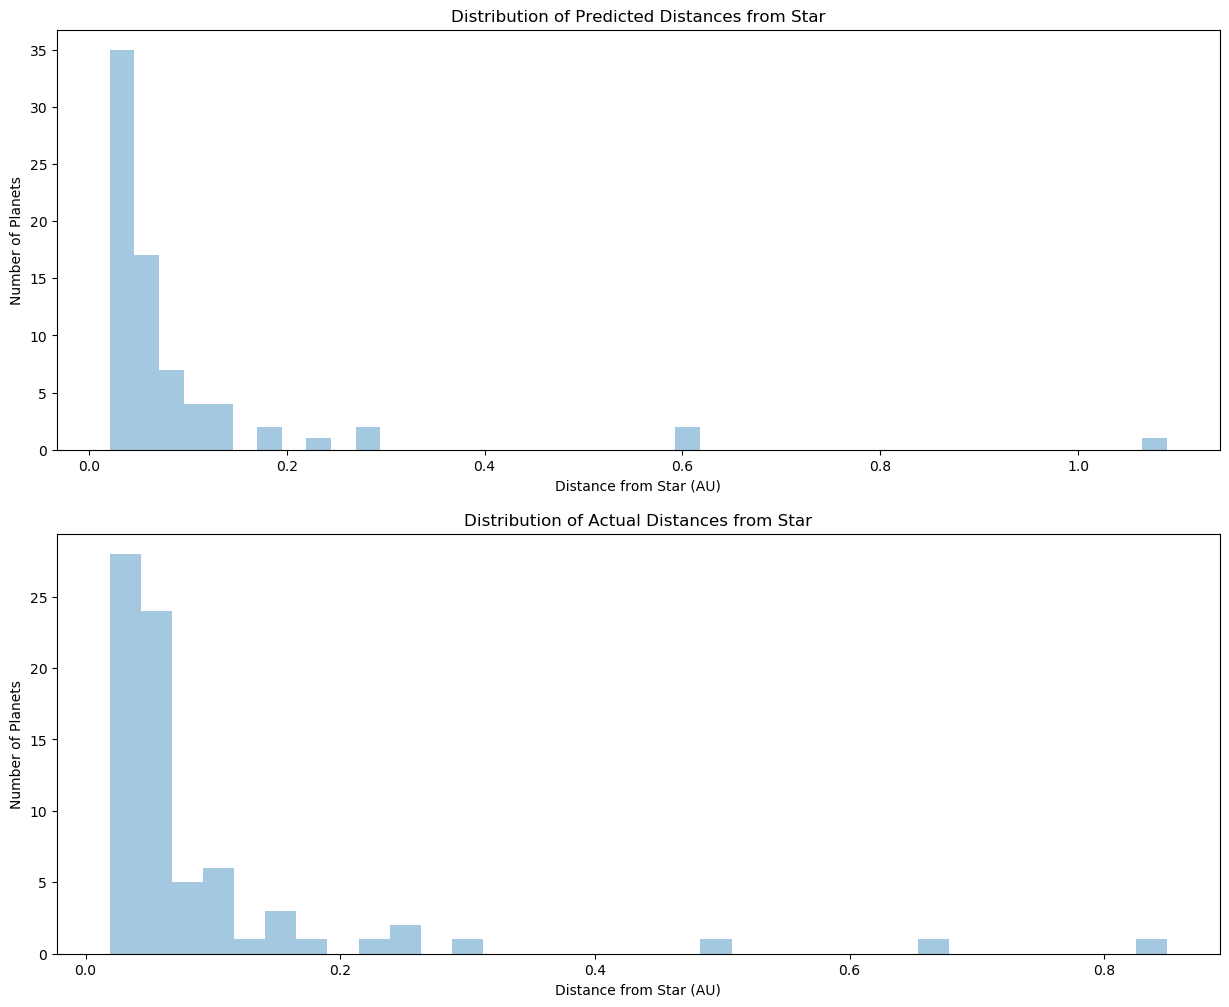 Distribution of Predicted Distances from Star
35
30
25
20
15
10
5
0
Number of Planets
0.0 0.2 0.4 0.6 0.8 1.0
Distance from Star (AU)
Distribution of Actual Distances from Star
25
20
15
10
5
0
Number of Planets
0.0 0.2 0.4 0.6 0.8
Distance from Star (AU)